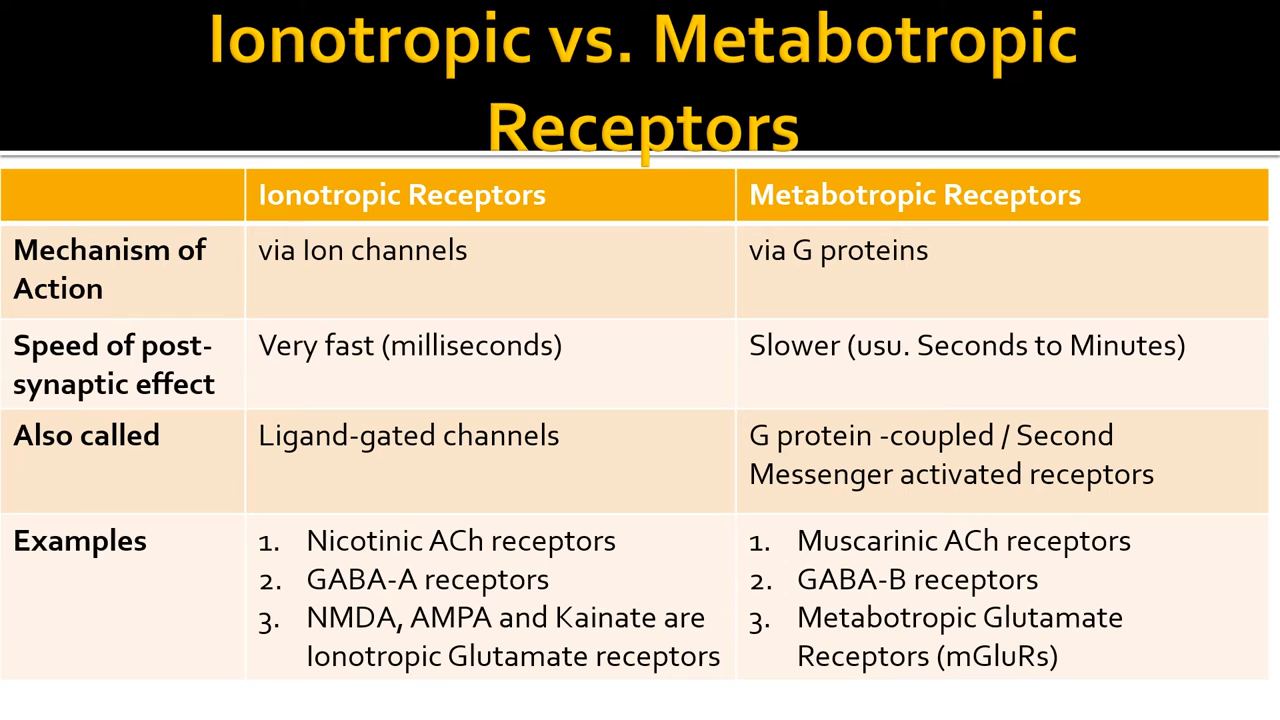 Ionotropic vs. Metabotropic
Receptors
Ionotropic Receptors
Metabotropic Receptors
Mechanism of
Action
via Ion channels
via G proteins
Speed of post-
synaptic effect
Very fast (milliseconds)
Slower (usu. Seconds to Minutes)
Also called
Ligand-gated channels
G protein -coupled / Second
Messenger activated receptors
Examples
1. Nicotinic ACh receptors
2. GABA-A receptors
3. NMDA, AMPA and Kainate are
Ionotropic Glutamate receptors
1. Muscarinic ACh receptors
2. GABA-B receptors
3. Metabotropic Glutamate
Receptors (mGluRs)